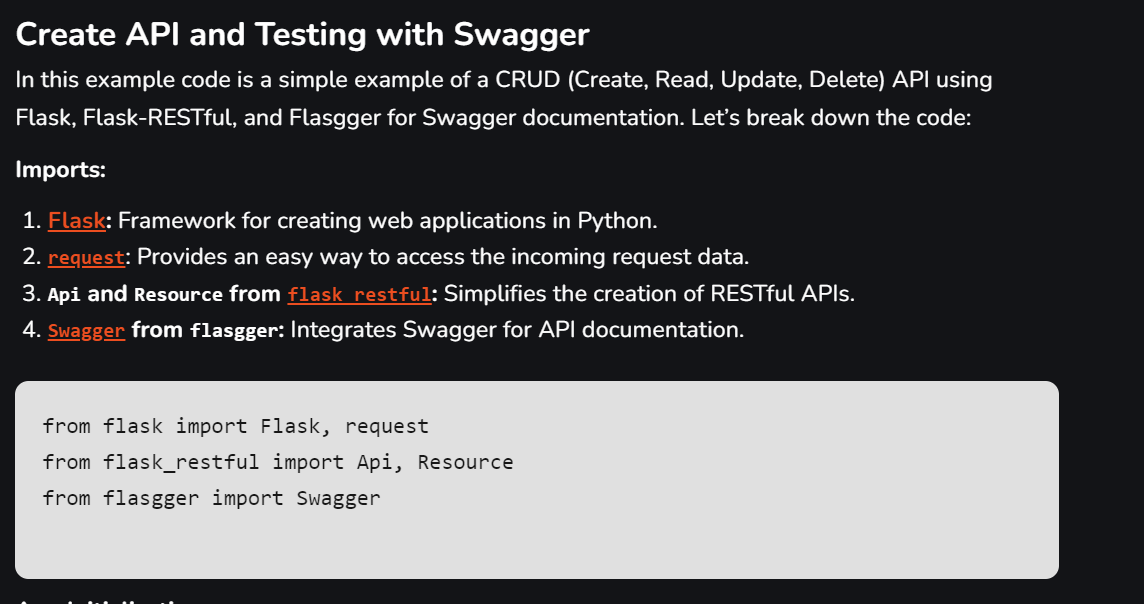 Create API and Testing with Swagger
In this example code is a simple example of a CRUD (Create, Read, Update, Delete) API using
Flask, Flask-RESTful, and Flasgger for Swagger documentation. Let’s break down the code:
Imports:
1. Flask: Framework for creating web applications in Python.
2. request: Provides an easy way to access the incoming request data.
3. Api and Resource from flask_restful: Simplifies the creation of RESTful APIs.
4. Swagger from flasgger: Integrates Swagger for API documentation.
from flask import Flask, request
from flask_restful import Api, Resource
from flasgger import Swagger